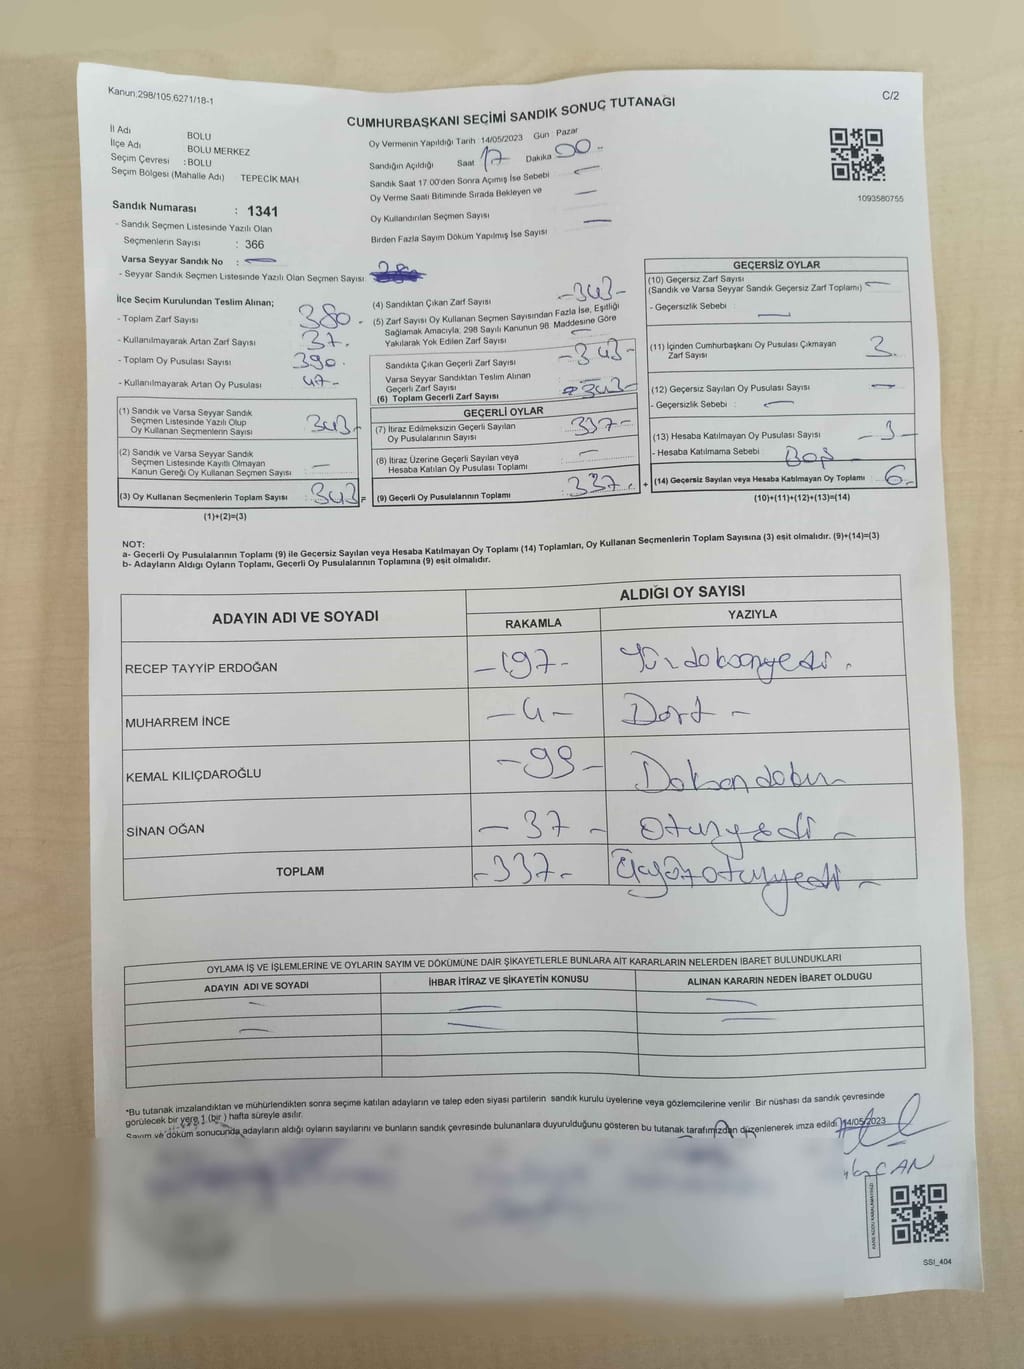 Kanun:298/105,6271/18-1
C/2
CUMHURBAŞKANI SEÇİMİ SANDIK SONUÇ TUTANAĞI
İl Adı BOLU
İlçe Adı BOLU MERKEZ
Seçim Çevresi : BOLU
Seçim Bölgesi (Mahalle Adı) TEPECİK MAH
Oy Vermenin Yapıldığı Tarih 14/05/2023 Gün Pazar
Sandığın Açıldığı Saat 17 Dakika 00
Sandık Saat 17.00'den Sonra Açılmış İse Sebebi —
Oy Verme Saati Bitiminde Sırada Bekleyen ve —
Oy Kullandırılan Seçmen Sayısı
Birden Fazla Sayım Döküm Yapılmış İse Sayısı —
1093580755
Sandık Numarası : 1341
- Sandık Seçmen Listesinde Yazılı Olan
Seçmenlerin Sayısı : 366
Varsa Seyyar Sandık No : —
- Seyyar Sandık Seçmen Listesinde Yazılı Olan Seçmen Sayısı
İlçe Seçim Kurulundan Teslim Alınan;
- Toplam Zarf Sayısı 380.
- Kullanılmayarak Artan Zarf Sayısı 37.
- Toplam Oy Pusulası Sayısı 390.
- Kullanılmayarak Artan Oy Pusulası 47-
(1) Sandık ve Varsa Seyyar Sandık
Seçmen Listesinde Yazılı Olup
Oy Kullanan Seçmenlerin Sayısı 343-
(2) Sandık ve Varsa Seyyar Sandık
Seçmen Listesinde Kayıtlı Olmayan
Kanun Gereği Oy Kullanan Seçmen Sayısı —
(3) Oy Kullanan Seçmenlerin Toplam Sayısı 343 =
(1)+(2)=(3)
(4) Sandıktan Çıkan Zarf Sayısı -343-
(5) Zarf Sayısı Oy Kullanan Seçmen Sayısından Fazla İse, Eşitliği
Sağlamak Amacıyla; 298 Sayılı Kanunun 98. Maddesine Göre
Yakılarak Yok Edilen Zarf Sayısı —
Sandıkta Çıkan Geçerli Zarf Sayısı -343-
Varsa Seyyar Sandıktan Teslim Alınan
Geçerli Zarf Sayısı —
(6) Toplam Geçerli Zarf Sayısı 343-
GEÇERLİ OYLAR
(7) İtiraz Edilmeksizin Geçerli Sayılan
Oy Pusulalarının Sayısı 337-
(8) İtiraz Üzerine Geçerli Sayılan veya
Hesaba Katılan Oy Pusulası Toplamı —
(9) Geçerli Oy Pusulalarının Toplamı 337. +
GEÇERSİZ OYLAR
(10) Geçersiz Zarf Sayısı
(Sandık ve Varsa Seyyar Sandık Geçersiz Zarf Toplamı) —
- Geçersizlik Sebebi : —
(11) İçinden Cumhurbaşkanı Oy Pusulası Çıkmayan
Zarf Sayısı 3.
(12) Geçersiz Sayılan Oy Pusulası Sayısı —
- Geçersizlik Sebebi : —
(13) Hesaba Katılmayan Oy Pusulası Sayısı -3-
- Hesaba Katılmama Sebebi Boş -
(14) Geçersiz Sayılan veya Hesaba Katılmayan Oy Toplamı : 6.
(10)+(11)+(12)+(13)=(14)
NOT:
a- Geçerli Oy Pusulalarının Toplamı (9) ile Geçersiz Sayılan veya Hesaba Katılmayan Oy Toplamı (14) Toplamları, Oy Kullanan Seçmenlerin Toplam Sayısına (3) eşit olmalıdır. (9)+(14)=(3)
b- Adayların Aldığı Oyların Toplamı, Geçerli Oy Pusulalarının Toplamına (9) eşit olmalıdır.
ADAYIN ADI VE SOYADI
ALDIĞI OY SAYISI
RAKAMLA YAZIYLA
RECEP TAYYİP ERDOĞAN -197- Yüzdoksanyedi.
MUHARREM İNCE -4- Dört -
KEMAL KILIÇDAROĞLU -99- Doksandokuz
SİNAN OĞAN -37- Otuzyedi -
TOPLAM -337- Üçyüzotuzyedi -
OYLAMA İŞ VE İŞLEMLERİNE VE OYLARIN SAYIM VE DÖKÜMÜNE DAİR ŞİKAYETLERLE BUNLARA AİT KARARLARIN NELERDEN İBARET BULUNDUKLARI
ADAYIN ADI VE SOYADI İHBAR İTİRAZ VE ŞİKAYETİN KONUSU ALINAN KARARIN NEDEN İBARET OLDUĞU
*Bu tutanak imzalandıktan ve mühürlendikten sonra seçime katılan adayların ve talep eden siyası partilerin sandık kurulu üyelerine veya gözlemcilerine verilir. Bir nüshası da sandık çevresinde
görülecek bir yere 1 (bir) hafta süreyle asılır.
Sayım ve döküm sonucunda adayların aldığı oyların sayılarını ve bunların sandık çevresinde bulunanlara duyurulduğunu gösteren bu tutanak tarafımızdan düzenlenerek imza edildi. 14/05/2023
SSI_404